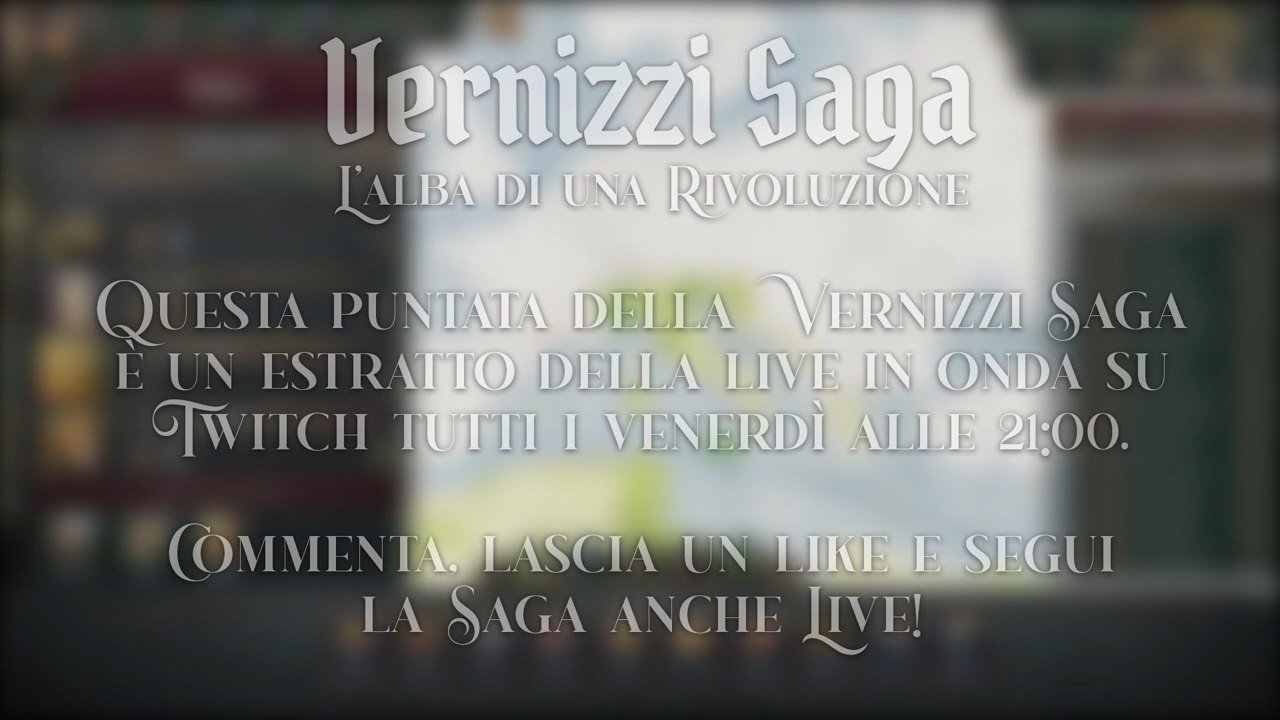 Vernizzi Saga
L'alba di una Rivoluzione
Questa puntata della Vernizzi Saga
è un estratto della live in onda su
Twitch tutti i venerdì alle 21:00.
Commenta, lascia un like e segui
la Saga anche Live!